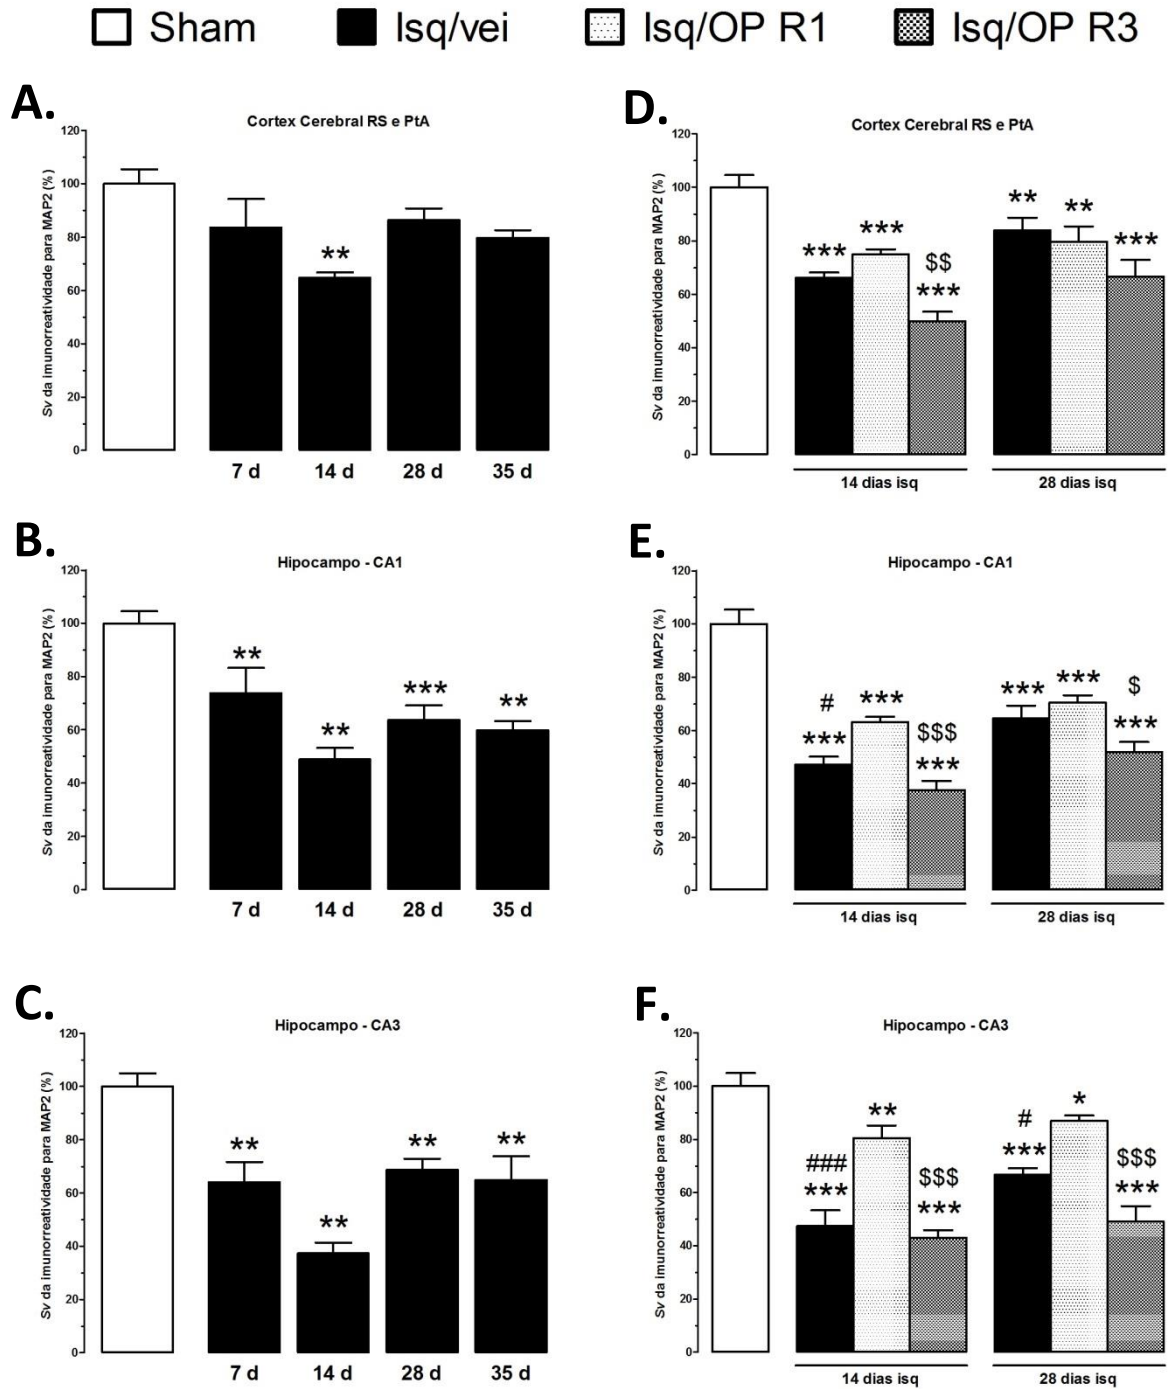 Sham Isq/vei Isq/OP R1 Isq/OP R3
A.
Cortex Cerebral RS e PtA
Sv da imunorreatividade para MAP2 (%)
120
100
80
60
40
20
0
**
7 d 14 d 28 d 35 d
D.
Cortex Cerebral RS e PtA
Sv da imunorreatividade para MAP2 (%)
120
100
80
60
40
20
0
*** *** $$ *** ** ** ***
14 dias isq 28 dias isq
B.
Hipocampo - CA1
Sv da imunorreatividade para MAP2 (%)
120
100
80
60
40
20
0
** ** *** **
7 d 14 d 28 d 35 d
E.
Hipocampo - CA1
Sv da imunorreatividade para MAP2 (%)
120
100
80
60
40
20
0
# *** *** $$$ *** *** *** $ ***
14 dias isq 28 dias isq
C.
Hipocampo - CA3
Sv da imunorreatividade para MAP2 (%)
120
100
80
60
40
20
0
** ** ** **
7 d 14 d 28 d 35 d
F.
Hipocampo - CA3
Sv da imunorreatividade para MAP2 (%)
120
100
80
60
40
20
0
### *** ** $$$ *** # *** * $$$ ***
14 dias isq 28 dias isq